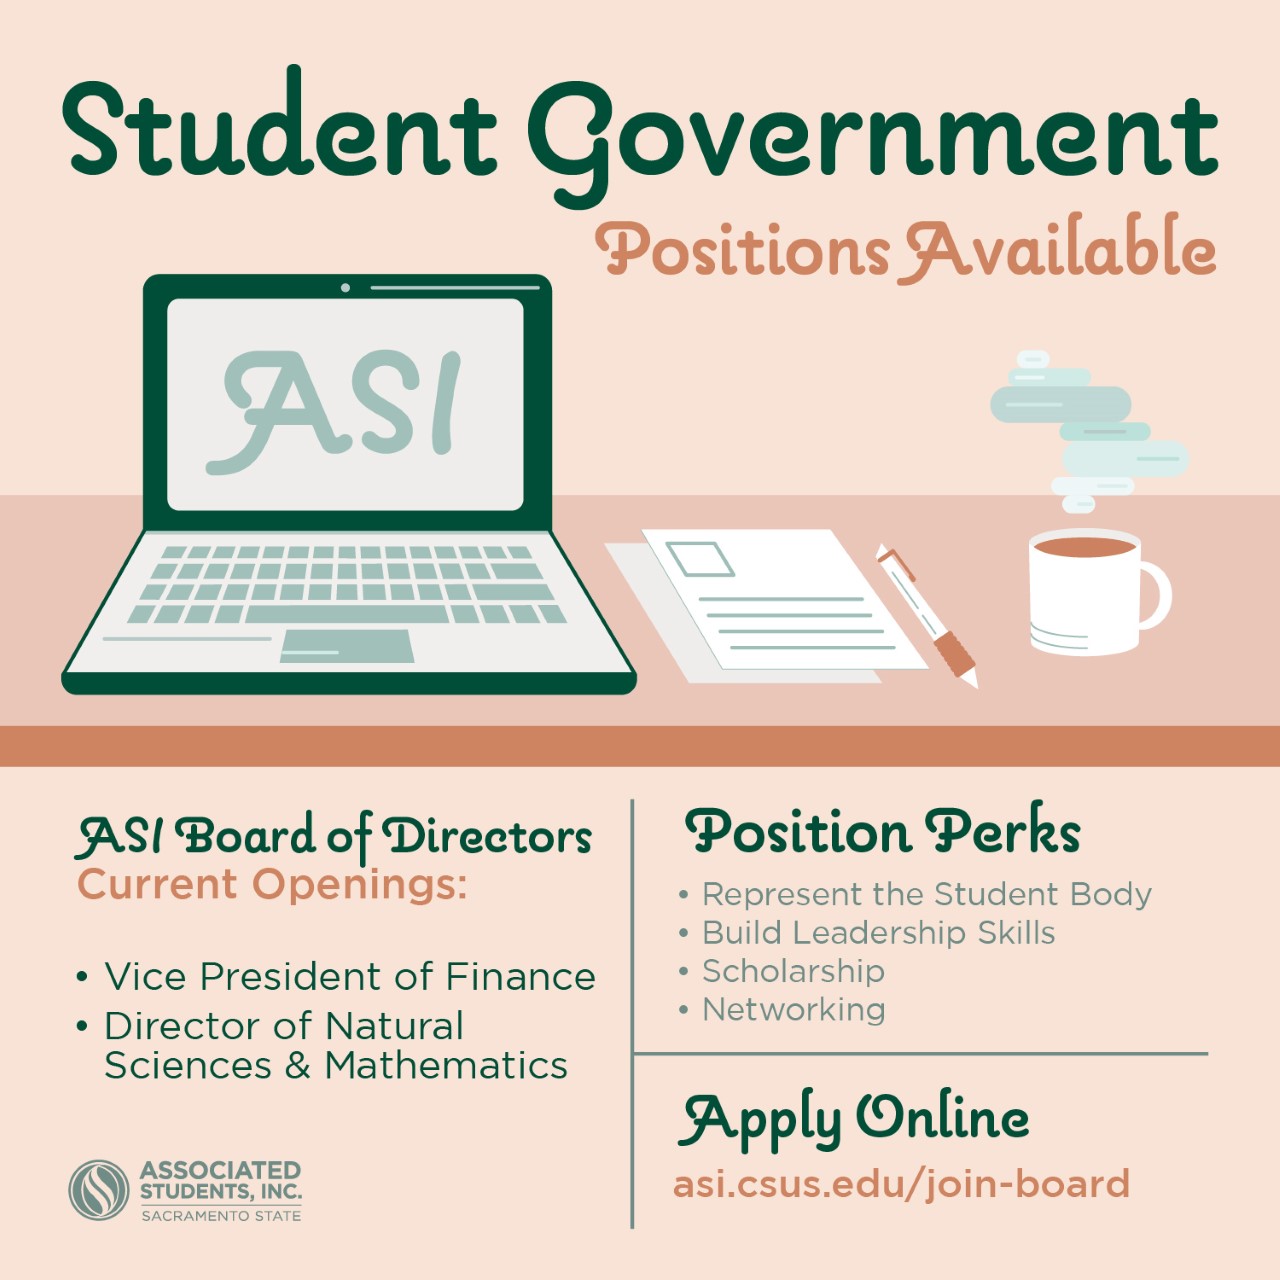 Student Government
Positions Available
ASI
ASI Board of Directors
Current Openings:
• Vice President of Finance
• Director of Natural
Sciences & Mathematics
ASSOCIATED
STUDENTS, INC.
SACRAMENTO STATE
Position Perks
• Represent the Student Body
• Build Leadership Skills
• Scholarship
• Networking
Apply Online
asi.csus.edu/join-board